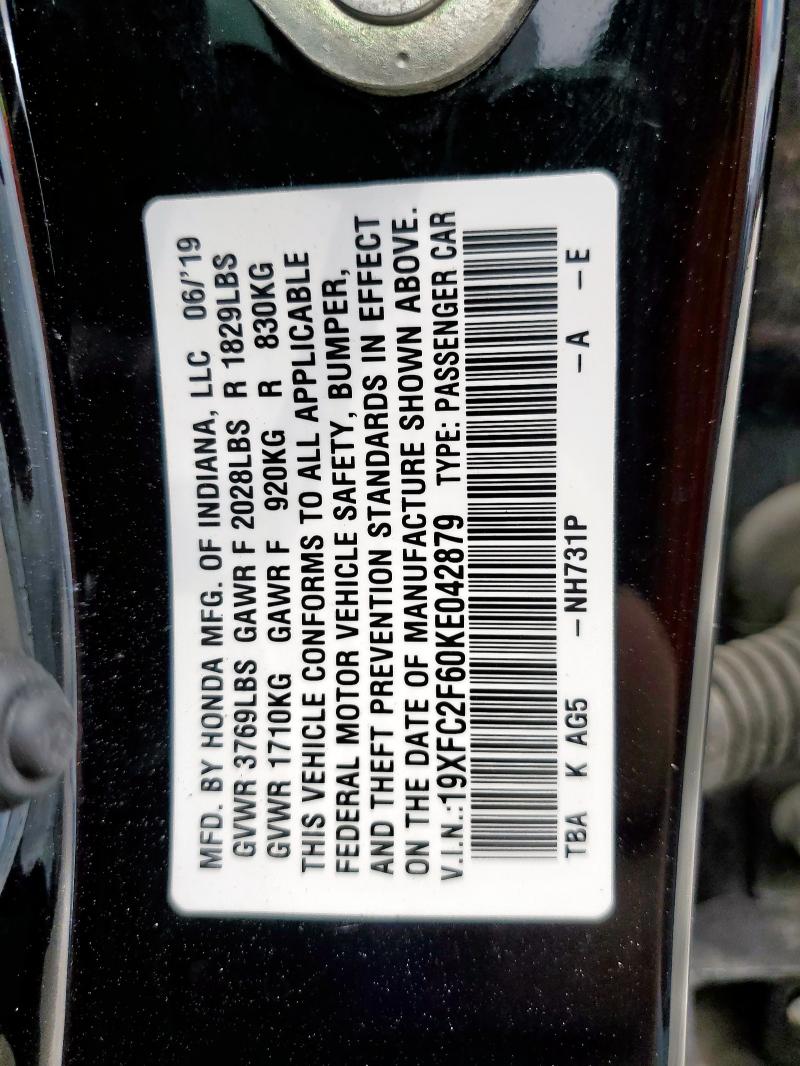 MFD. BY HONDA MFG. OF INDIANA, LLC 06/'19
GVWR 3769LBS GAWR F 2028LBS R 1829LBS
GVWR 1710KG GAWR F 920KG R 830KG
THIS VEHICLE CONFORMS TO ALL APPLICABLE
FEDERAL MOTOR VEHICLE SAFETY, BUMPER,
AND THEFT PREVENTION STANDARDS IN EFFECT
ON THE DATE OF MANUFACTURE SHOWN ABOVE.
V.I.N.:19XFC2F60KE042879 TYPE: PASSENGER CAR
TBA K AG5 -NH731P -A -E